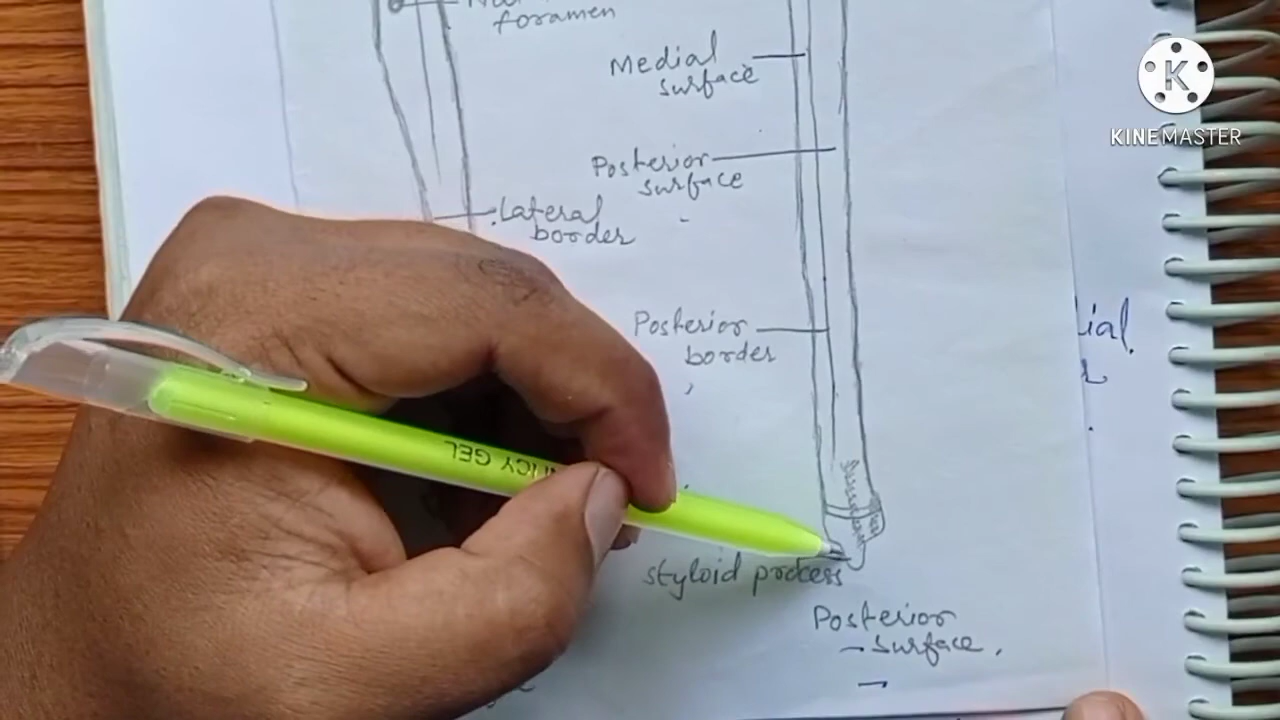 foramen
Medial
surface
Posterior
surface
Lateral
border
Posterior
border
styloid process
Posterior
surface.
ial
K
KINEMASTER
ICY GEL